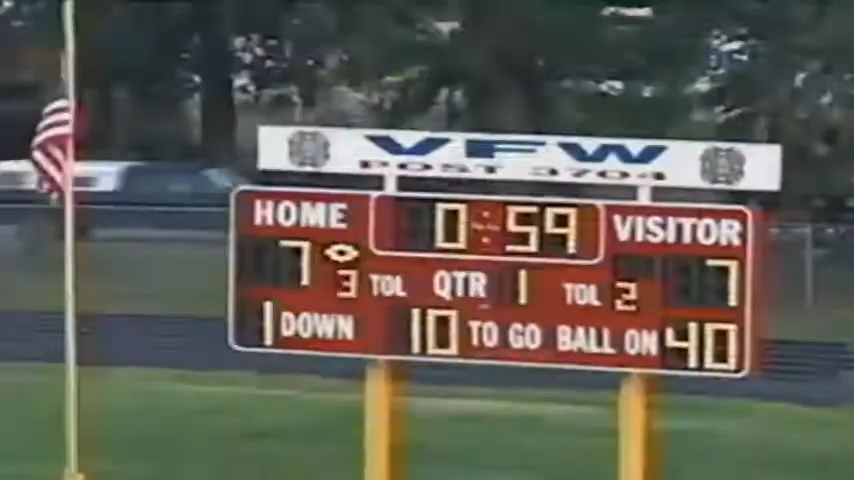 VFW
POST 3704
HOME 0:59 VISITOR
7 3 TOL QTR 1 TOL 2 7
1 DOWN 10 TO GO BALL ON 40